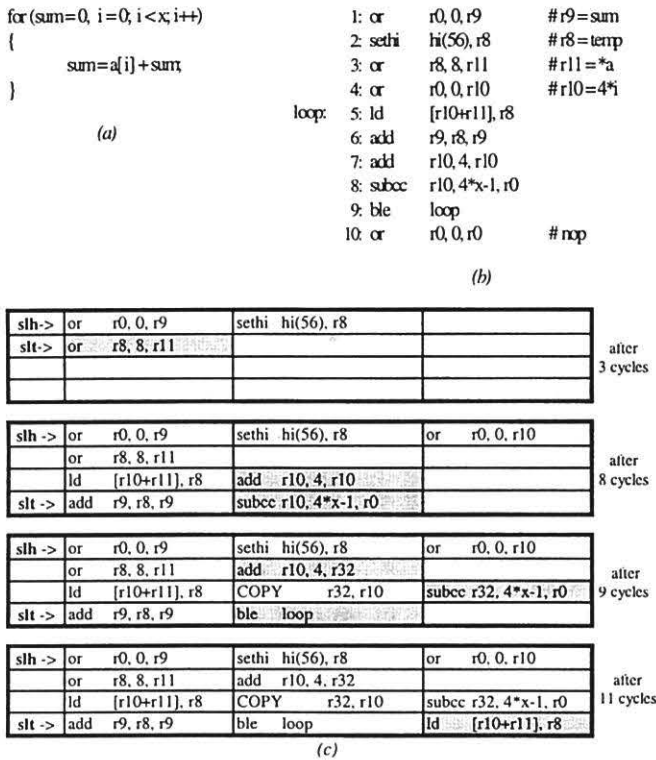 for (sum=0, i=0; i<x; i++)
{
sum=a[i]+sum;
}
(a)
1: or r0, 0, r9 #r9=sum
2: sethi hi(56), r8 #r8=temp
3: or r8, 8, r11 #r11=*a
4: or r0, 0, r10 #r10=4*i
loop: 5: ld [r10+r11], r8
6: add r9, r8, r9
7: add r10, 4, r10
8: subcc r10, 4*x-1, r0
9: ble loop
10: or r0, 0, r0 #nop
(b)
slh-> or r0, 0, r9 sethi hi(56), r8
slt-> or r8, 8, r11
after
3 cycles
slh -> or r0, 0, r9 sethi hi(56), r8 or r0, 0, r10
or r8, 8, r11
ld [r10+r11], r8 add r10, 4, r10
slt -> add r9, r8, r9 subcc r10, 4*x-1, r0
after
8 cycles
slh -> or r0, 0, r9 sethi hi(56), r8 or r0, 0, r10
or r8, 8, r11 add r10, 4, r32
ld [r10+r11], r8 COPY r32, r10 subcc r32, 4*x-1, r0
slt -> add r9, r8, r9 ble loop
after
9 cycles
slh -> or r0, 0, r9 sethi hi(56), r8 or r0, 0, r10
or r8, 8, r11 add r10, 4, r32
ld [r10+r11], r8 COPY r32, r10 subcc r32, 4*x-1, r0
slt -> add r9, r8, r9 ble loop ld [r10+r11], r8
after
11 cycles
(c)